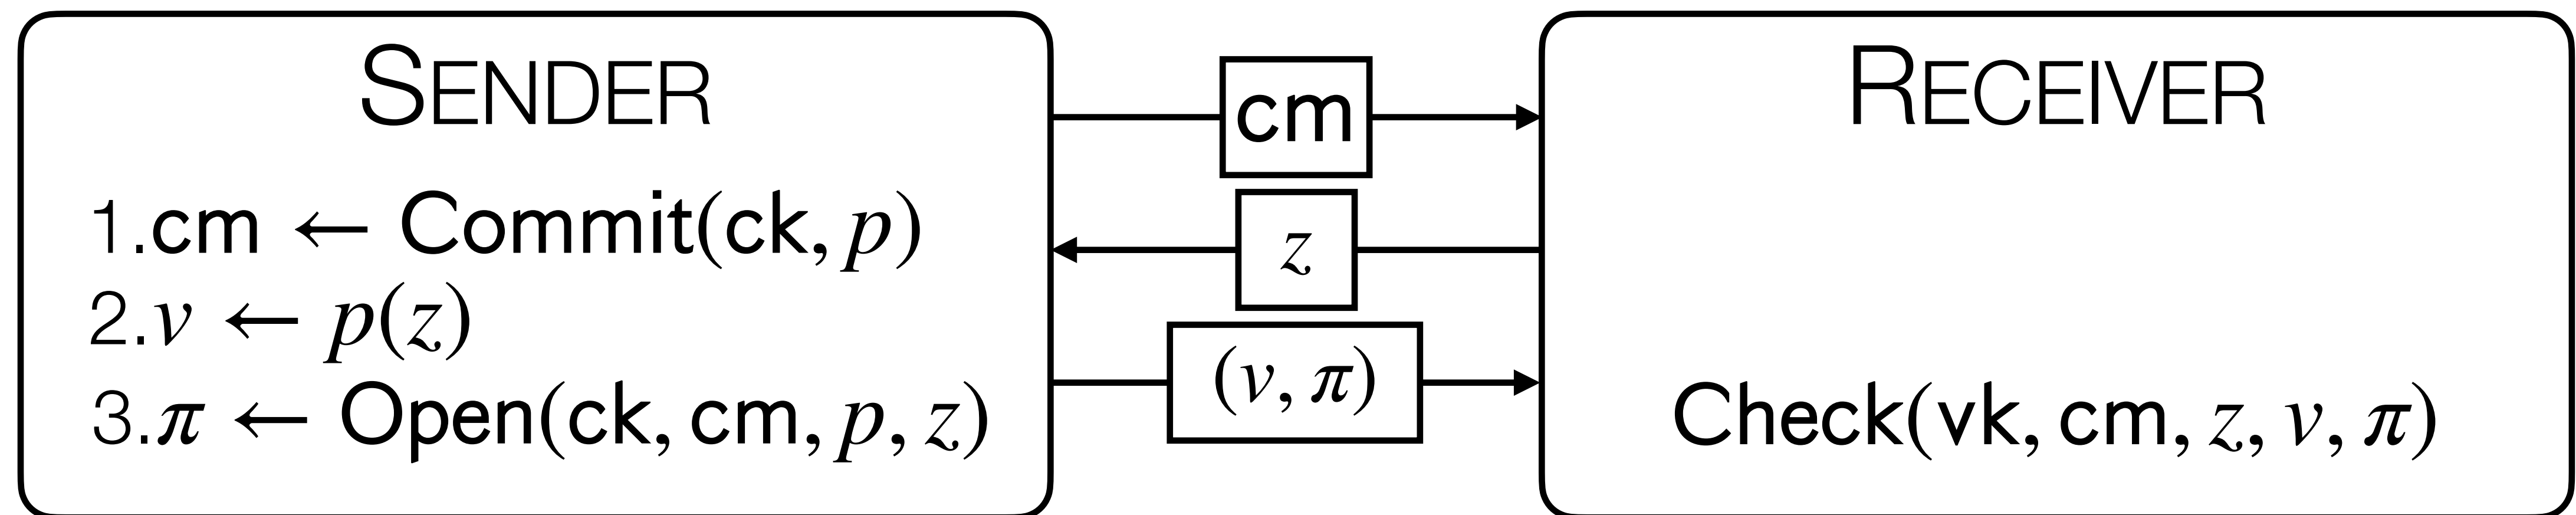 SENDER
1.cm ← Commit(ck, p)
2.v ← p(z)
3.π ← Open(ck, cm, p, z)
cm
z
(v, π)
RECEIVER
Check(vk, cm, z, v, π)